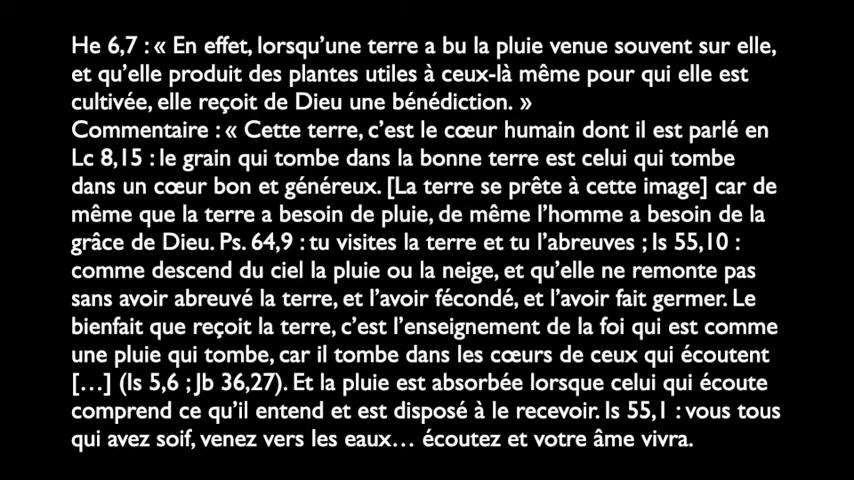 He 6,7 : « En effet, lorsqu’une terre a bu la pluie venue souvent sur elle,
et qu’elle produit des plantes utiles à ceux-là même pour qui elle est
cultivée, elle reçoit de Dieu une bénédiction. »
Commentaire : « Cette terre, c’est le cœur humain dont il est parlé en
Lc 8,15 : le grain qui tombe dans la bonne terre est celui qui tombe
dans un cœur bon et généreux. [La terre se prête à cette image] car de
même que la terre a besoin de pluie, de même l’homme a besoin de la
grâce de Dieu. Ps. 64,9 : tu visites la terre et tu l’abreuves ; Is 55,10 :
comme descend du ciel la pluie ou la neige, et qu’elle ne remonte pas
sans avoir abreuvé la terre, et l’avoir fécondé, et l’avoir fait germer. Le
bienfait que reçoit la terre, c’est l’enseignement de la foi qui est comme
une pluie qui tombe, car il tombe dans les cœurs de ceux qui écoutent
[…] (Is 5,6 ; Jb 36,27). Et la pluie est absorbée lorsque celui qui écoute
comprend ce qu’il entend et est disposé à le recevoir. Is 55,1 : vous tous
qui avez soif, venez vers les eaux… écoutez et votre âme vivra.